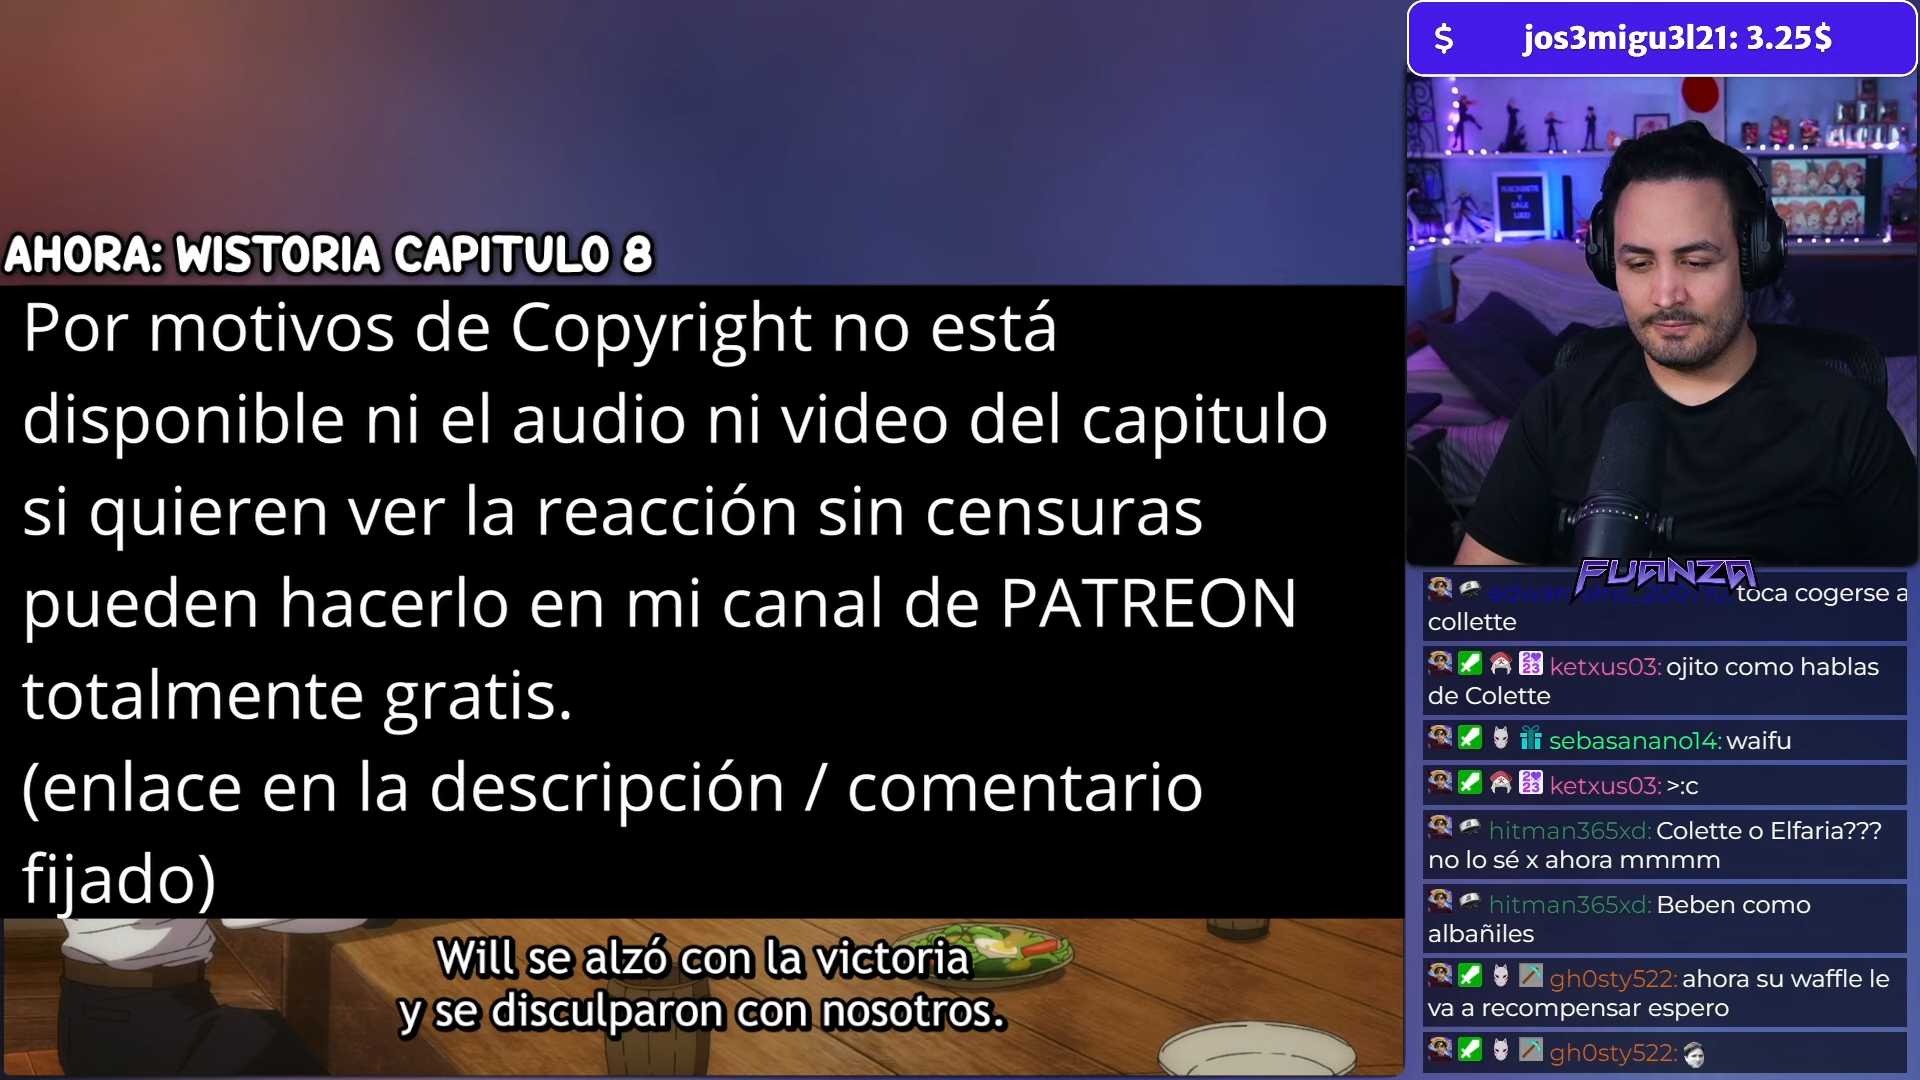 $ jos3migu3l21: 3.25$
AHORA: WISTORIA CAPITULO 8
Por motivos de Copyright no está
disponible ni el audio ni video del capitulo
si quieren ver la reacción sin censuras
pueden hacerlo en mi canal de PATREON
totalmente gratis.
(enlace en la descripción / comentario
fijado)
Will se alzó con la victoria
y se disculparon con nosotros.
SUSCRIBETE
Y
DALE
LIKE!
FUANZA
toca cogerse a
collette
ketxus03: ojito como hablas
de Colette
sebasanano14: waifu
ketxus03: >:c
hitman365xd: Colette o Elfaria???
no lo sé x ahora mmmm
hitman365xd: Beben como
albañiles
gh0sty522: ahora su waffle le
va a recompensar espero
gh0sty522: